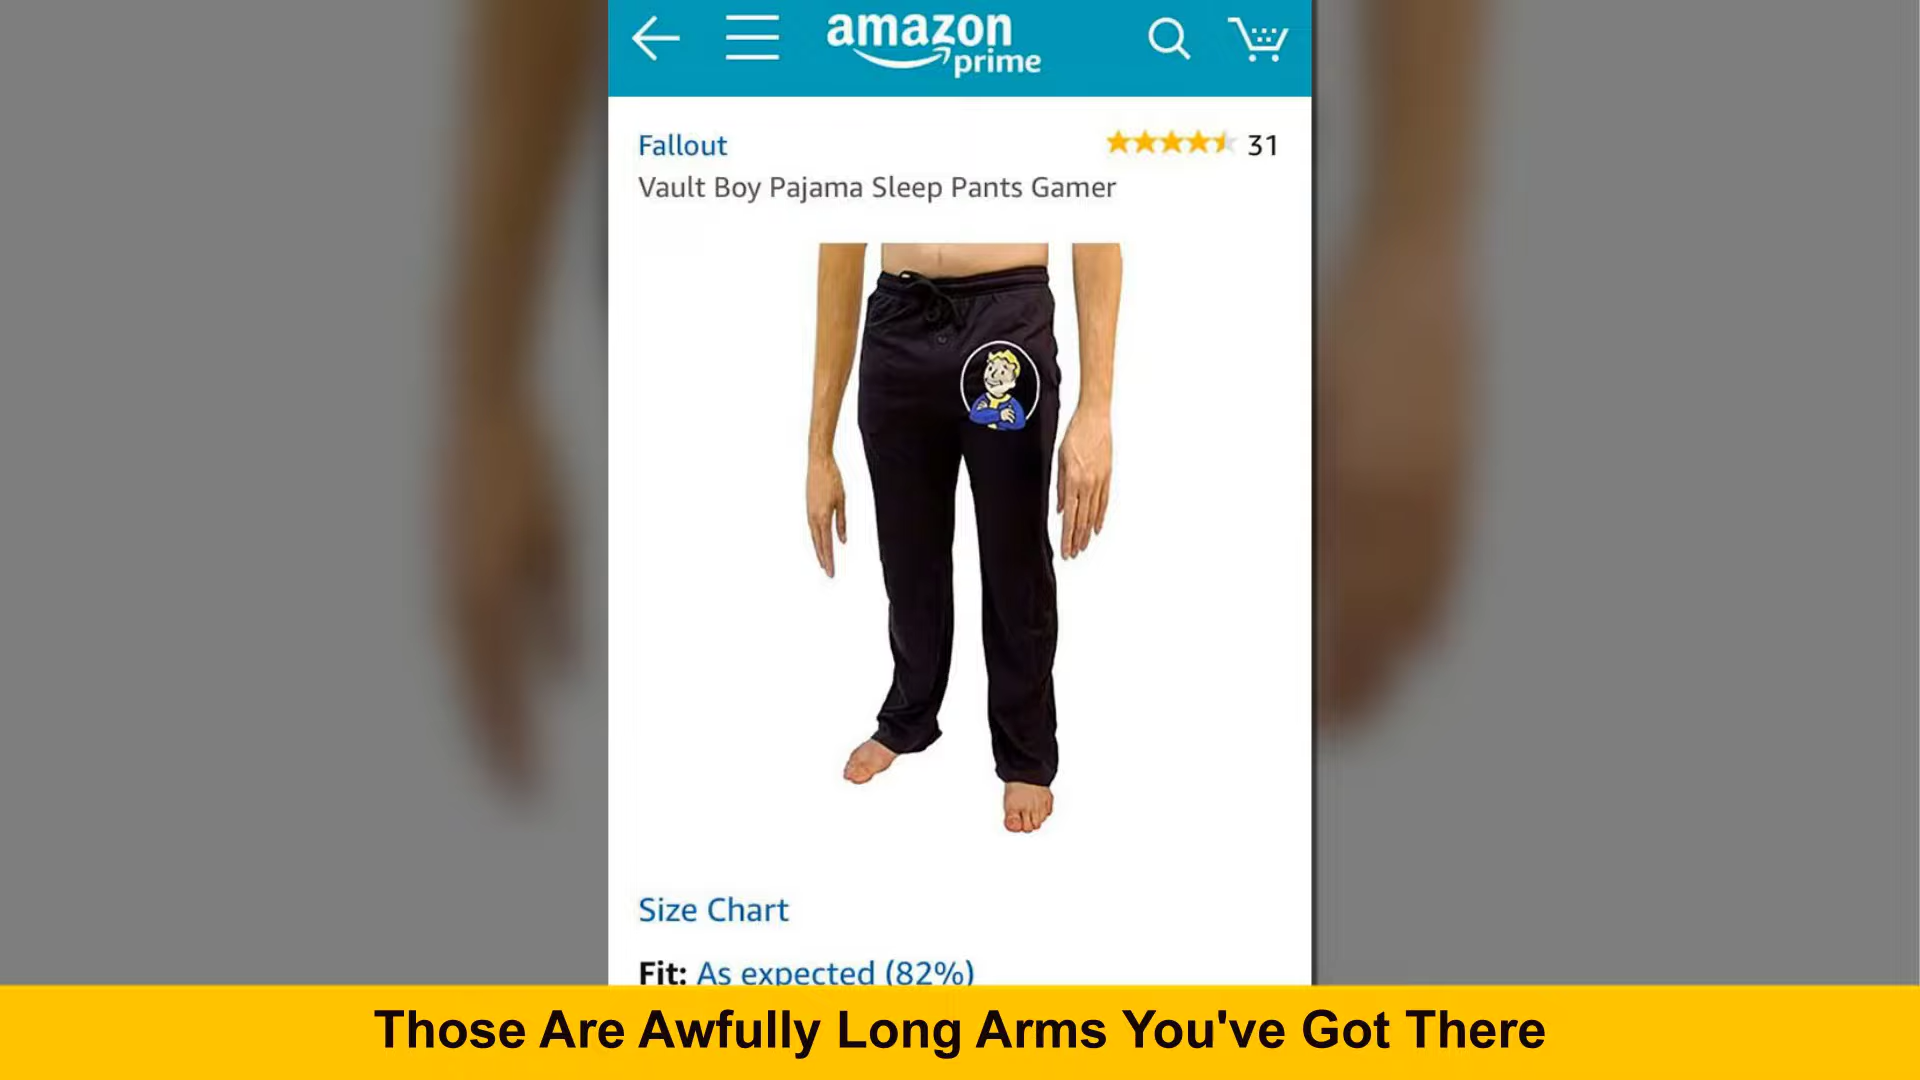 amazon
prime
Fallout
31
Vault Boy Pajama Sleep Pants Gamer
Size Chart
Fit: As expected (82%)
Those Are Awfully Long Arms You've Got There